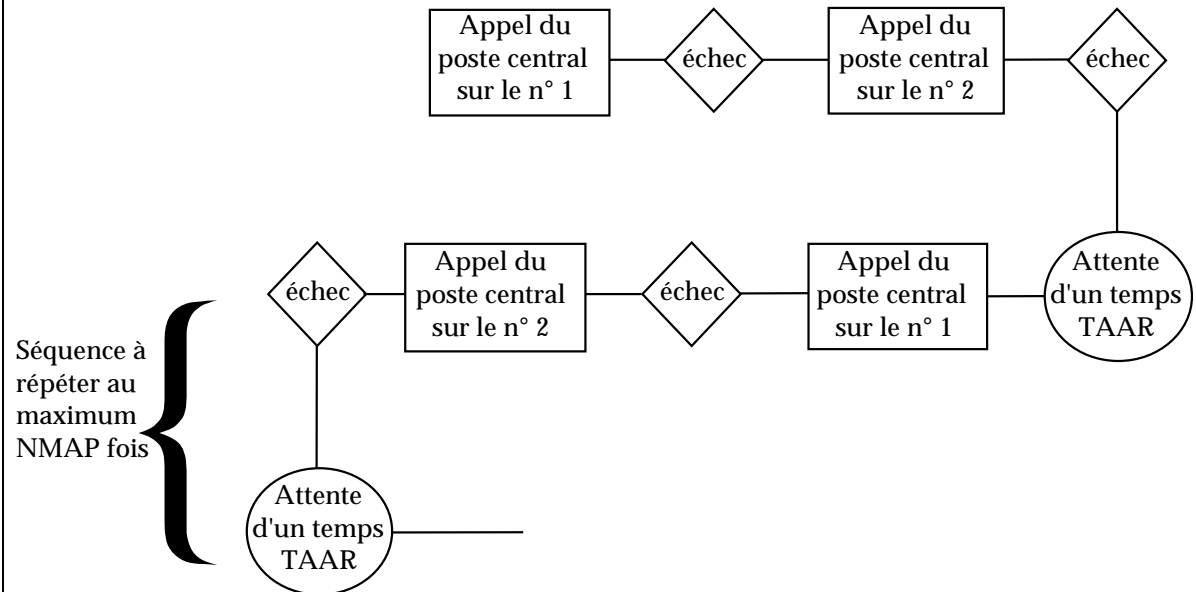 Appel du
poste central
sur le n° 1
échec
Appel du
poste central
sur le n° 2
échec
Attente
d'un temps
TAAR
Appel du
poste central
sur le n° 1
échec
Appel du
poste central
sur le n° 2
échec
Séquence à
répéter au
maximum
NMAP fois
Attente
d'un temps
TAAR